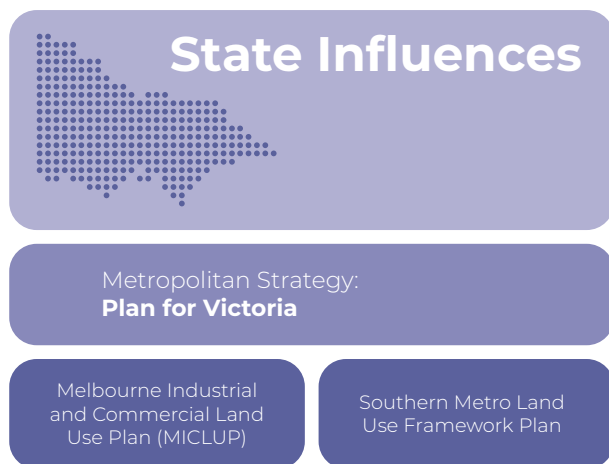 State Influences
Metropolitan Strategy:
Plan for Victoria
Melbourne Industrial
and Commercial Land
Use Plan (MICLUP)
Southern Metro Land
Use Framework Plan